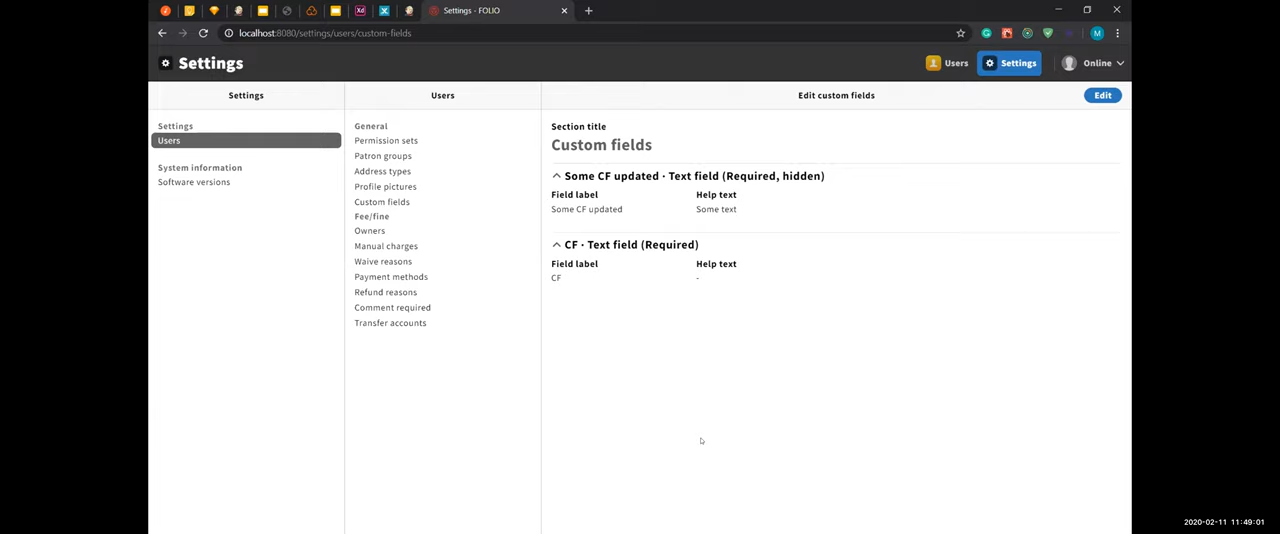 Settings - FOLIO
localhost:8080/settings/users/custom-fields
M
Settings
Users
Settings
Online
Settings
Users
Edit custom fields
Edit
Settings
Users
System information
Software versions
General
Permission sets
Patron groups
Address types
Profile pictures
Custom fields
Fee/fine
Owners
Manual charges
Waive reasons
Payment methods
Refund reasons
Comment required
Transfer accounts
Section title
Custom fields
Some CF updated · Text field (Required, hidden)
Field label Help text
Some CF updated Some text
CF · Text field (Required)
Field label Help text
CF -
2020-02-11 11:49:01